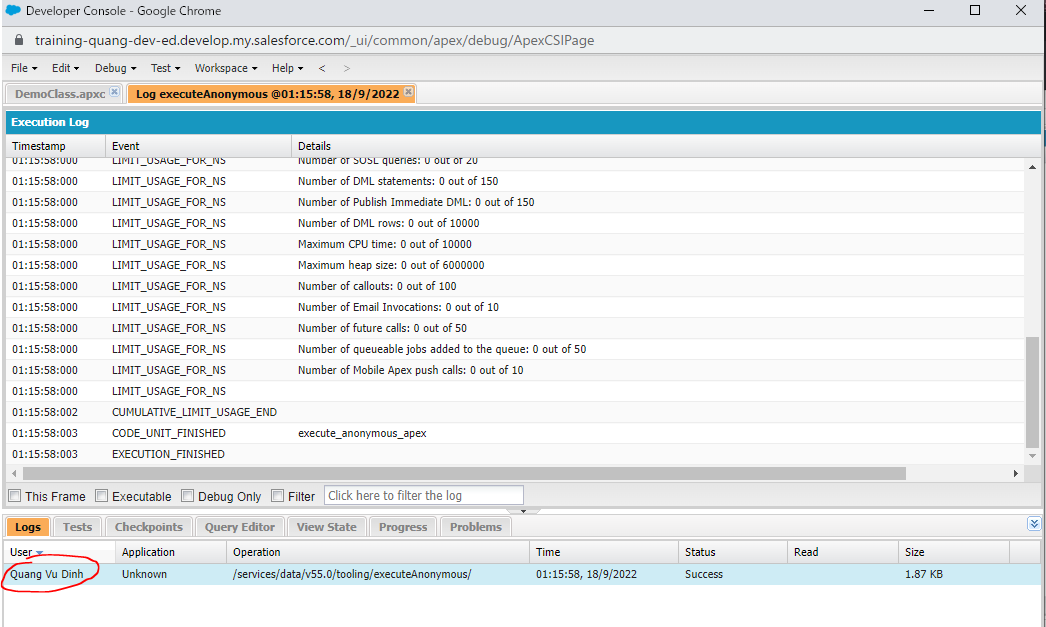 Developer Console - Google Chrome
training-quang-dev-ed.develop.my.salesforce.com/_ui/common/apex/debug/ApexCSIPage
File Edit Debug Test Workspace Help < >
DemoClass.apxc Log executeAnonymous @01:15:58, 18/9/2022
Execution Log
Timestamp Event Details
01:15:58:000 LIMIT_USAGE_FOR_NS Number of SOSL queries: 0 out of 20
01:15:58:000 LIMIT_USAGE_FOR_NS Number of DML statements: 0 out of 150
01:15:58:000 LIMIT_USAGE_FOR_NS Number of Publish Immediate DML: 0 out of 150
01:15:58:000 LIMIT_USAGE_FOR_NS Number of DML rows: 0 out of 10000
01:15:58:000 LIMIT_USAGE_FOR_NS Maximum CPU time: 0 out of 10000
01:15:58:000 LIMIT_USAGE_FOR_NS Maximum heap size: 0 out of 6000000
01:15:58:000 LIMIT_USAGE_FOR_NS Number of callouts: 0 out of 100
01:15:58:000 LIMIT_USAGE_FOR_NS Number of Email Invocations: 0 out of 10
01:15:58:000 LIMIT_USAGE_FOR_NS Number of future calls: 0 out of 50
01:15:58:000 LIMIT_USAGE_FOR_NS Number of queueable jobs added to the queue: 0 out of 50
01:15:58:000 LIMIT_USAGE_FOR_NS Number of Mobile Apex push calls: 0 out of 10
01:15:58:000 LIMIT_USAGE_FOR_NS
01:15:58:002 CUMULATIVE_LIMIT_USAGE_END
01:15:58:003 CODE_UNIT_FINISHED execute_anonymous_apex
01:15:58:003 EXECUTION_FINISHED
This Frame Executable Debug Only Filter Click here to filter the log
Logs Tests Checkpoints Query Editor View State Progress Problems
User Application Operation Time Status Read Size
Quang Vu Dinh Unknown /services/data/v55.0/tooling/executeAnonymous/ 01:15:58, 18/9/2022 Success 1.87 KB